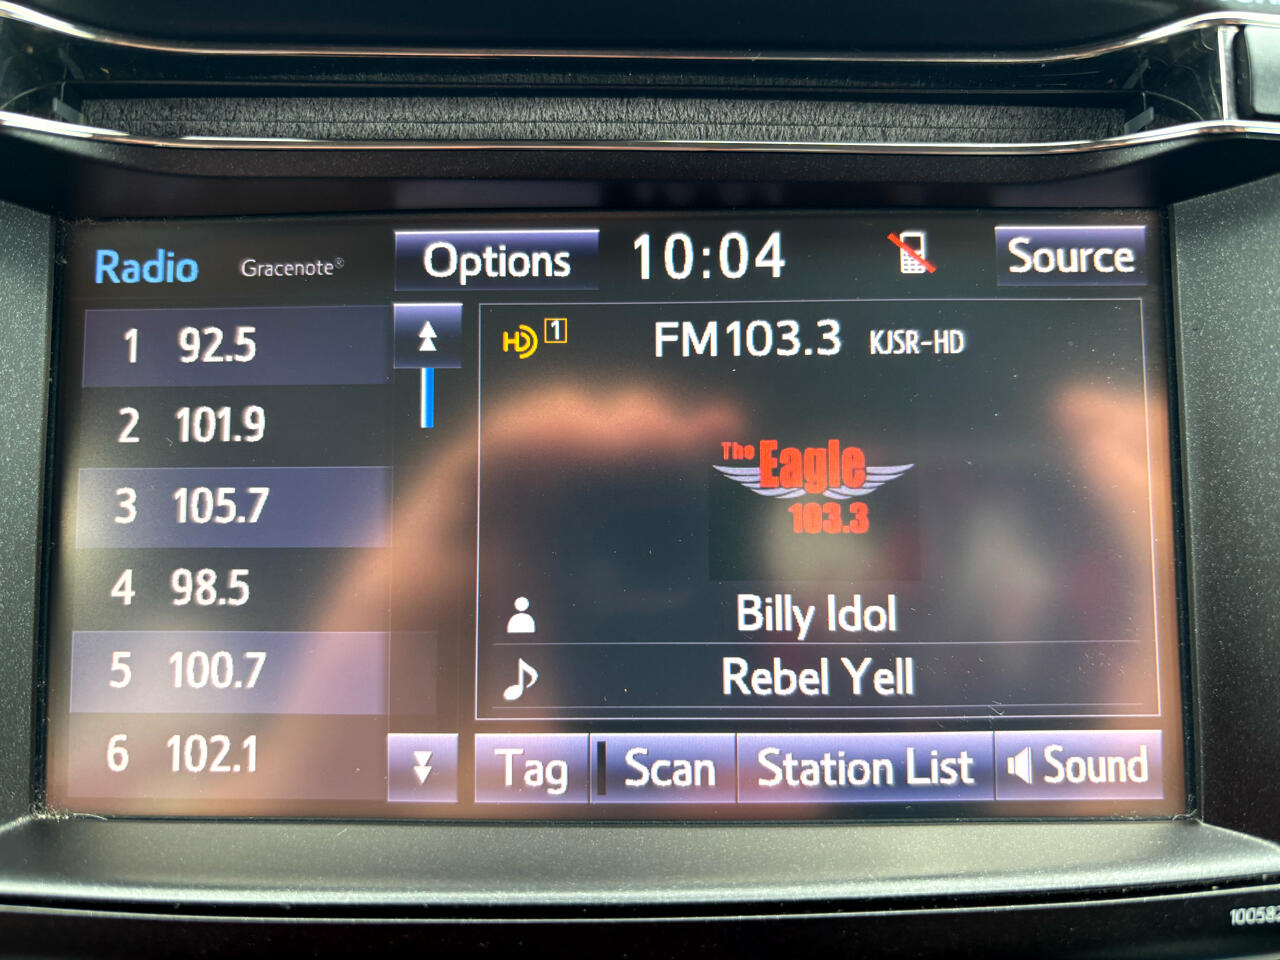 Radio Gracenote® Options 10:04 Source
1 92.5
2 101.9
3 105.7
4 98.5
5 100.7
6 102.1
HD 1 FM103.3 KJSR-HD
The Eagle
103.3
Billy Idol
Rebel Yell
Tag Scan Station List Sound